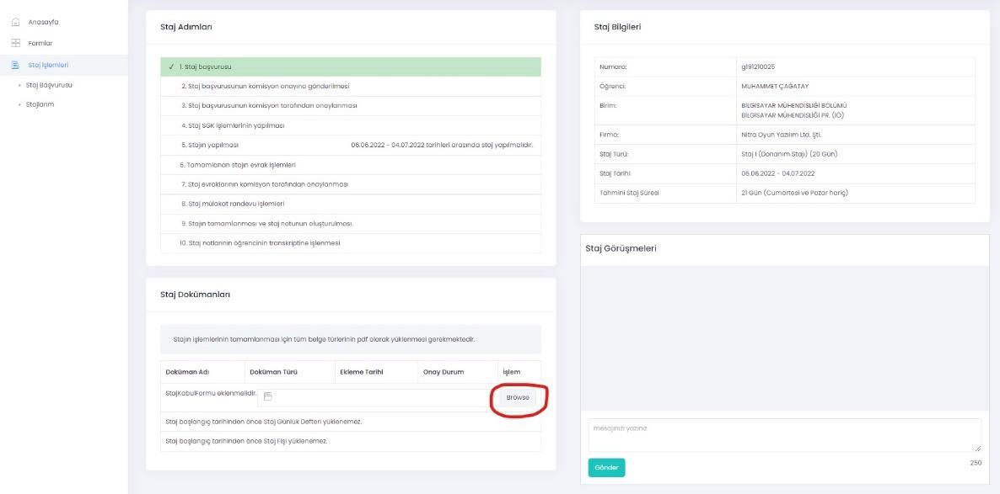 Anasayfa
Formlar
Staj İşlemleri
Staj Başvurusu
Stajlarım
Staj Adımları
✓ 1. Staj başvurusu
2. Staj başvurusunun komisyon onayına gönderilmesi
3. Staj başvurusunun komisyon tarafından onaylanması
4. Staj SGK işlemlerinin yapılması
5. Stajın yapılması 06.06.2022 - 04.07.2022 tarihleri arasında staj yapılmalıdır.
6. Tamamlanan stajın evrak işlemleri
7. Staj evraklarının komisyon tarafından onaylanması
8. Staj mülakat randevu işlemleri
9. Stajın tamamlanması ve staj notunun oluşturulması.
10. Staj notlarının öğrencinin transkriptine işlenmesi.
Staj Dokümanları
Stajın işlemlerinin tamamlanması için tüm belge türlerinin pdf olarak yüklenmesi gerekmektedir.
Doküman Adı Doküman Türü Ekleme Tarihi Onay Durum İşlem
StajKabulFormu eklenmelidir. Browse
Staj başlangıç tarihinden önce Staj Günlük Defteri yüklenemez.
Staj başlangıç tarihinden önce Staj Fişi yüklenemez.
Staj Bilgileri
Numara: g191210025
Öğrenci: MUHAMMET ÇAĞATAY
Birim: BİLGİSAYAR MÜHENDİSLİĞİ BÖLÜMÜ
BİLGİSAYAR MÜHENDİSLİĞİ PR. (İÖ)
Firma: Nitra Oyun Yazılım Ltd. Şti.
Staj Türü: Staj I (Donanım Stajı) (20 Gün)
Staj Tarihi 06.06.2022 - 04.07.2022
Tahmini Staj Süresi 21 Gün (Cumartesi ve Pazar hariç)
Staj Görüşmeleri
mesajınızı yazınız
250
Gönder